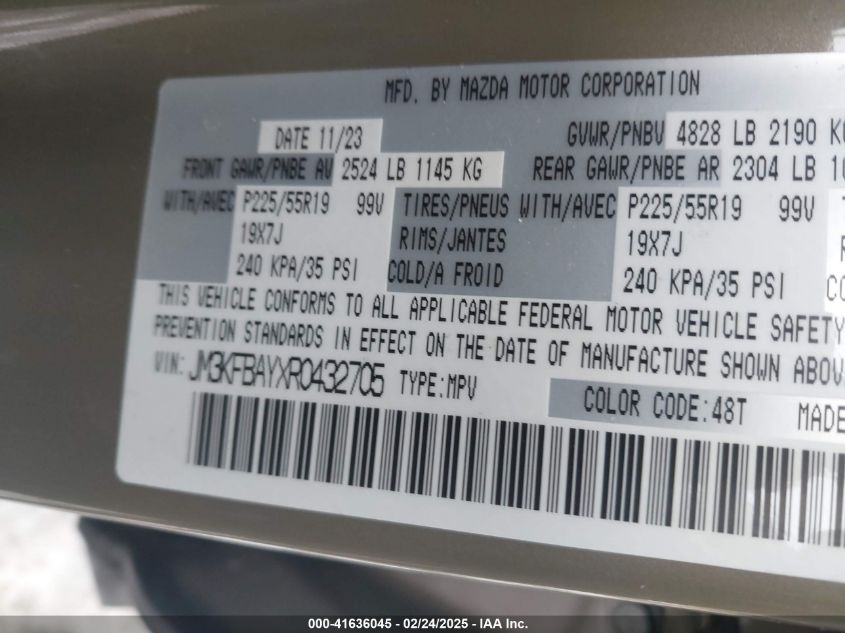 MFD. BY MAZDA MOTOR CORPORATION
DATE 11/23 GVWR/PNBV 4828 LB 2190 KG
FRONT GAWR/PNBE AV 2524 LB 1145 KG REAR GAWR/PNBE AR 2304 LB
WITH/AVEC P225/55R19 99V TIRES/PNEUS WITH/AVEC P225/55R19 99V
19X7J RIMS/JANTES 19X7J
240 KPA/35 PSI COLD/A FROID 240 KPA/35 PSI
THIS VEHICLE CONFORMS TO ALL APPLICABLE FEDERAL MOTOR VEHICLE SAFETY
PREVENTION STANDARDS IN EFFECT ON THE DATE OF MANUFACTURE SHOWN ABOV
VIN: JM3KFBAYXR0432705 TYPE:MPV
COLOR CODE:48T MADE
000-41636045 - 02/24/2025 - IAA Inc.